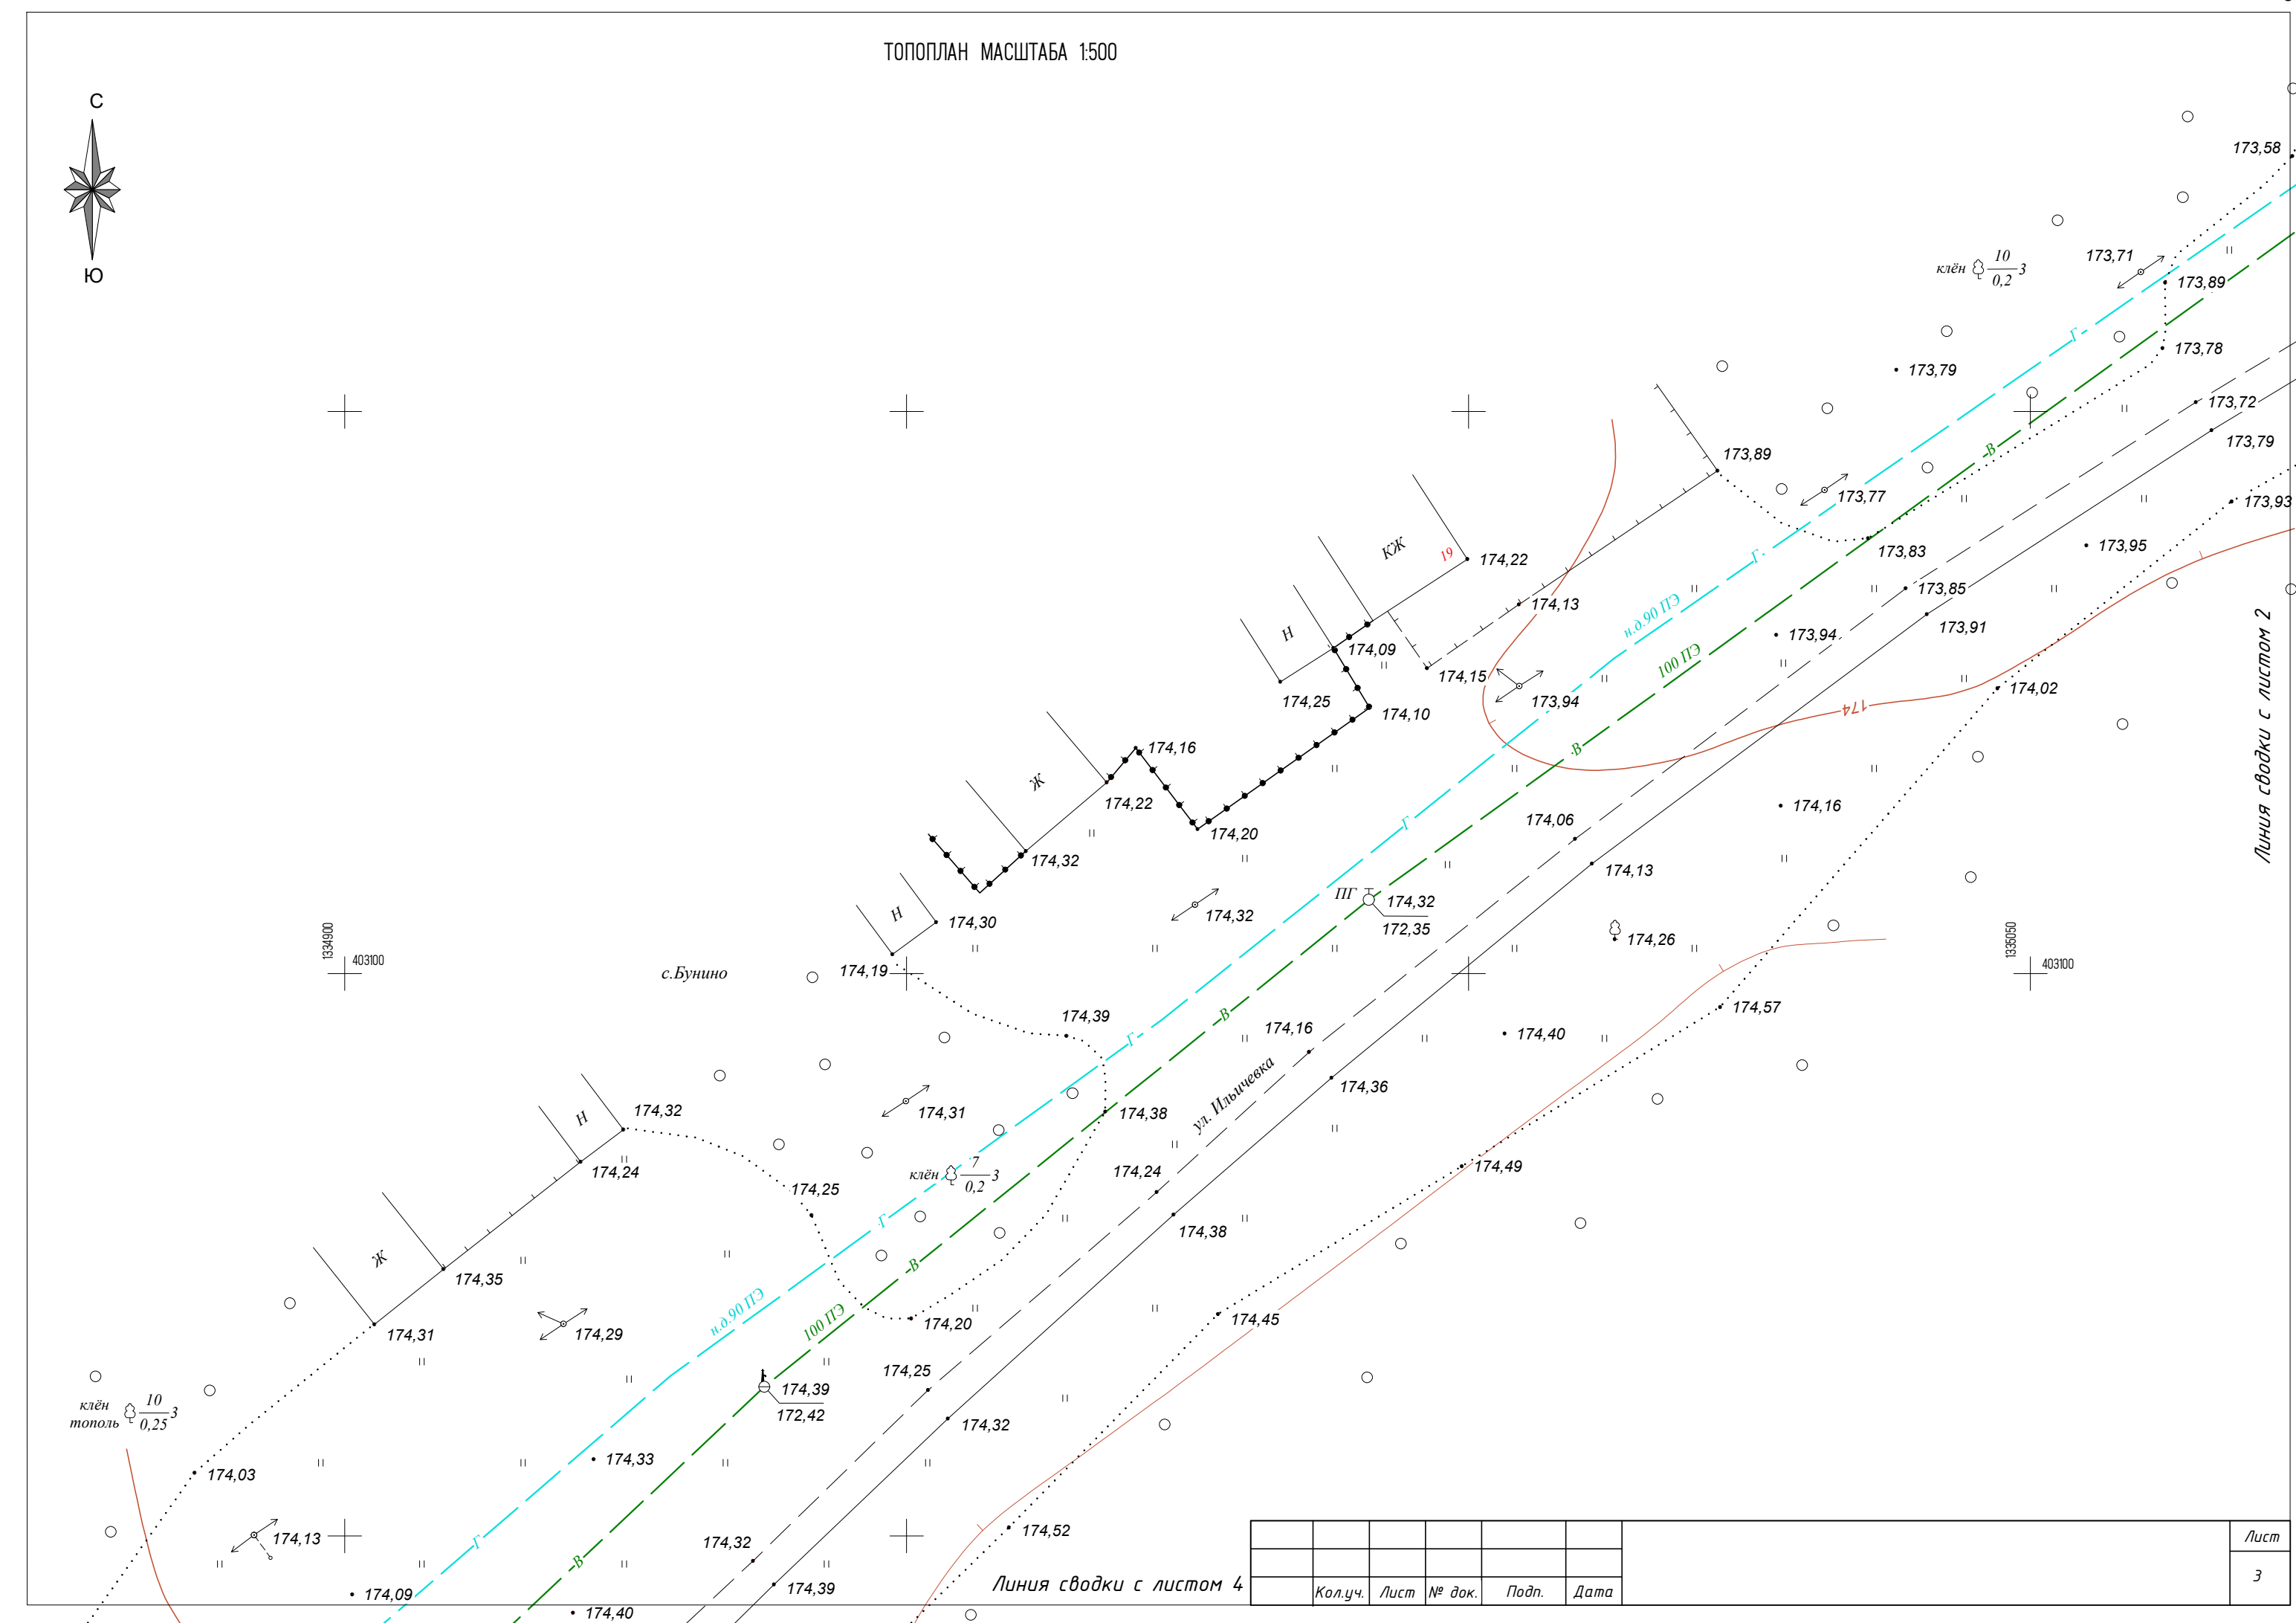 ТОПОПЛАН МАСШТАБА 1:500
С
Ю
173,58
клён 10 0,2 3
173,71
173,89
173,78
173,79
173,72
173,79
173,89
173,77
173,93
КЖ
19
174,22
173,83
173,95
174,13
173,85
н.д.90 ПЭ
173,91
Н
174,09
173,94
100 ПЭ
174,15
174,25
173,94
174,02
174,10
174
Г
В
Линия сводки с листом 2
174,16
Ж
174,22
174,16
174,20
174,06
174,32
174,13
Н
174,30
174,32
ПГ
174,32
172,35
174,26
1334900
403100
с.Бунино
174,19
1335050
403100
174,57
174,39
174,16
174,40
ул. Ильичевка
174,36
Н
174,32
174,31
174,38
174,24
клён 7 0,2 3
174,24
174,49
174,25
174,38
Ж
174,35
н.д.90 ПЭ
100 ПЭ
174,31
174,29
174,20
174,45
174,25
174,39
172,42
клён
тополь 10 0,25 3
174,32
174,03
174,33
174,13
174,32
174,52
174,09
174,39
174,40
Линия сводки с листом 4
Кол.уч. Лист № док. Подп. Дата
Лист
3